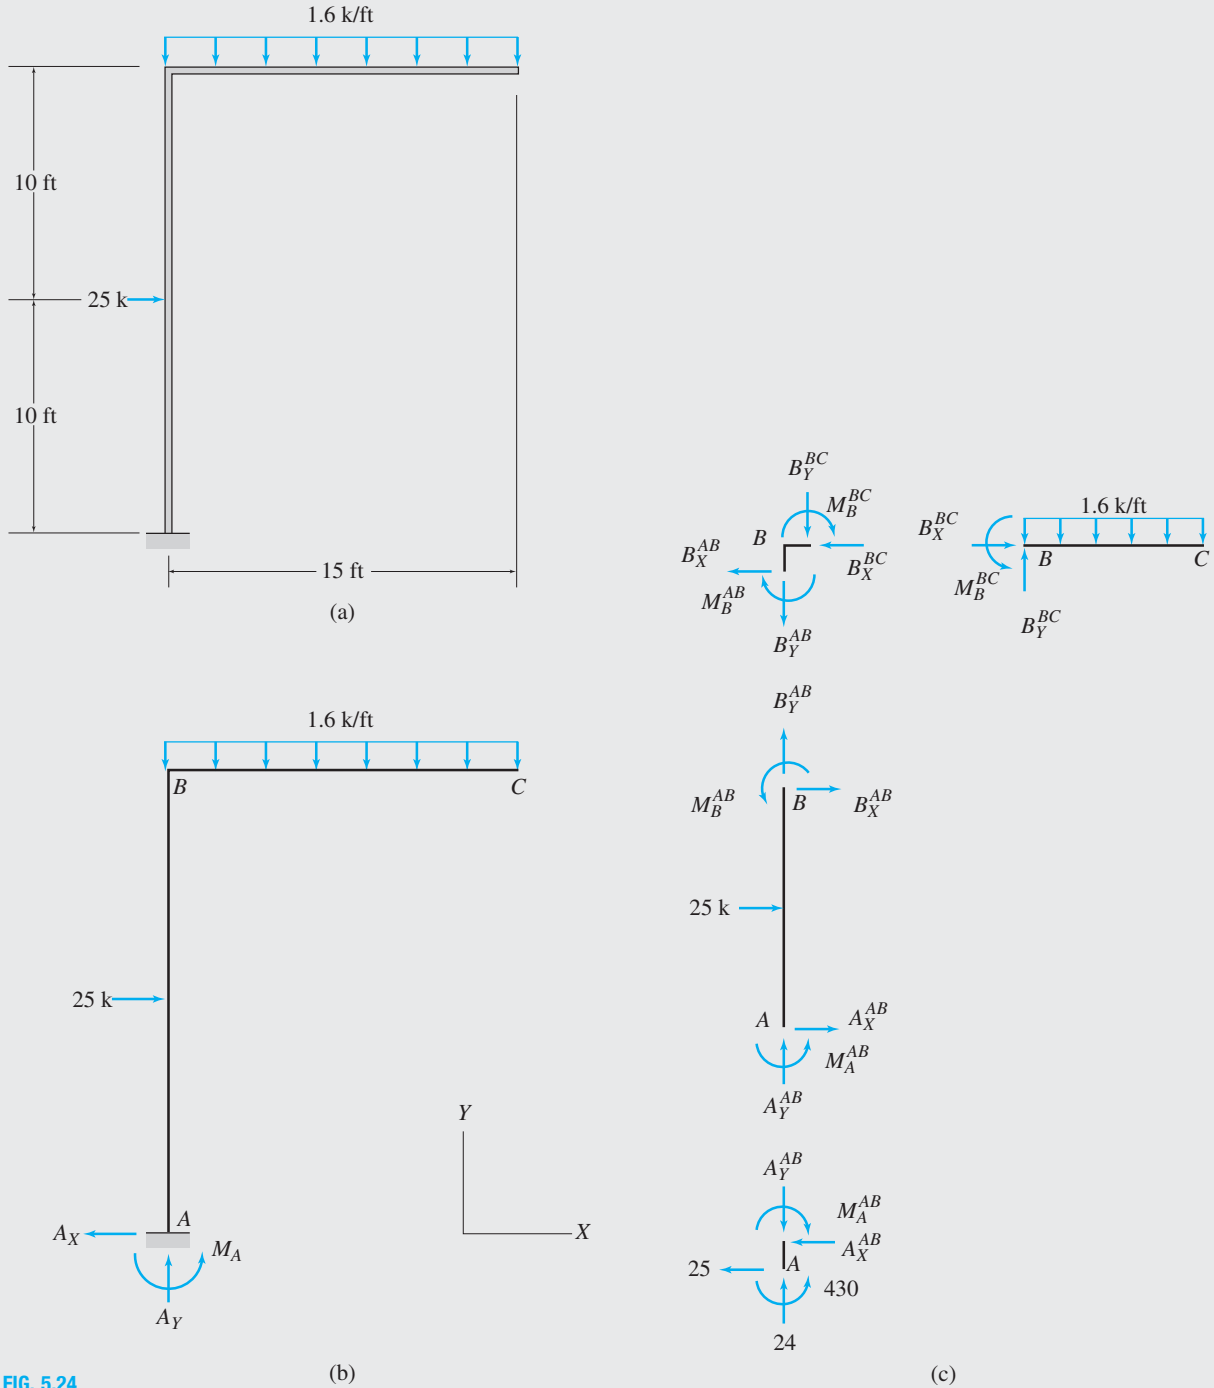 1.6 k/ft
10 ft
25 k
10 ft
15 ft
(a)
1.6 k/ft
B
C
25 k
Y
X
A
A_X
M_A
A_Y
(b)
FIG. 5.24
B_Y^{BC}
M_B^{BC}
B
B_X^{AB}
B_X^{BC}
M_B^{AB}
B_Y^{AB}
1.6 k/ft
B_X^{BC}
B
C
M_B^{BC}
B_Y^{BC}
B_Y^{AB}
M_B^{AB}
B
B_X^{AB}
25 k
A
A_X^{AB}
M_A^{AB}
A_Y^{AB}
A_Y^{AB}
M_A^{AB}
A_X^{AB}
25
A
430
24
(c)